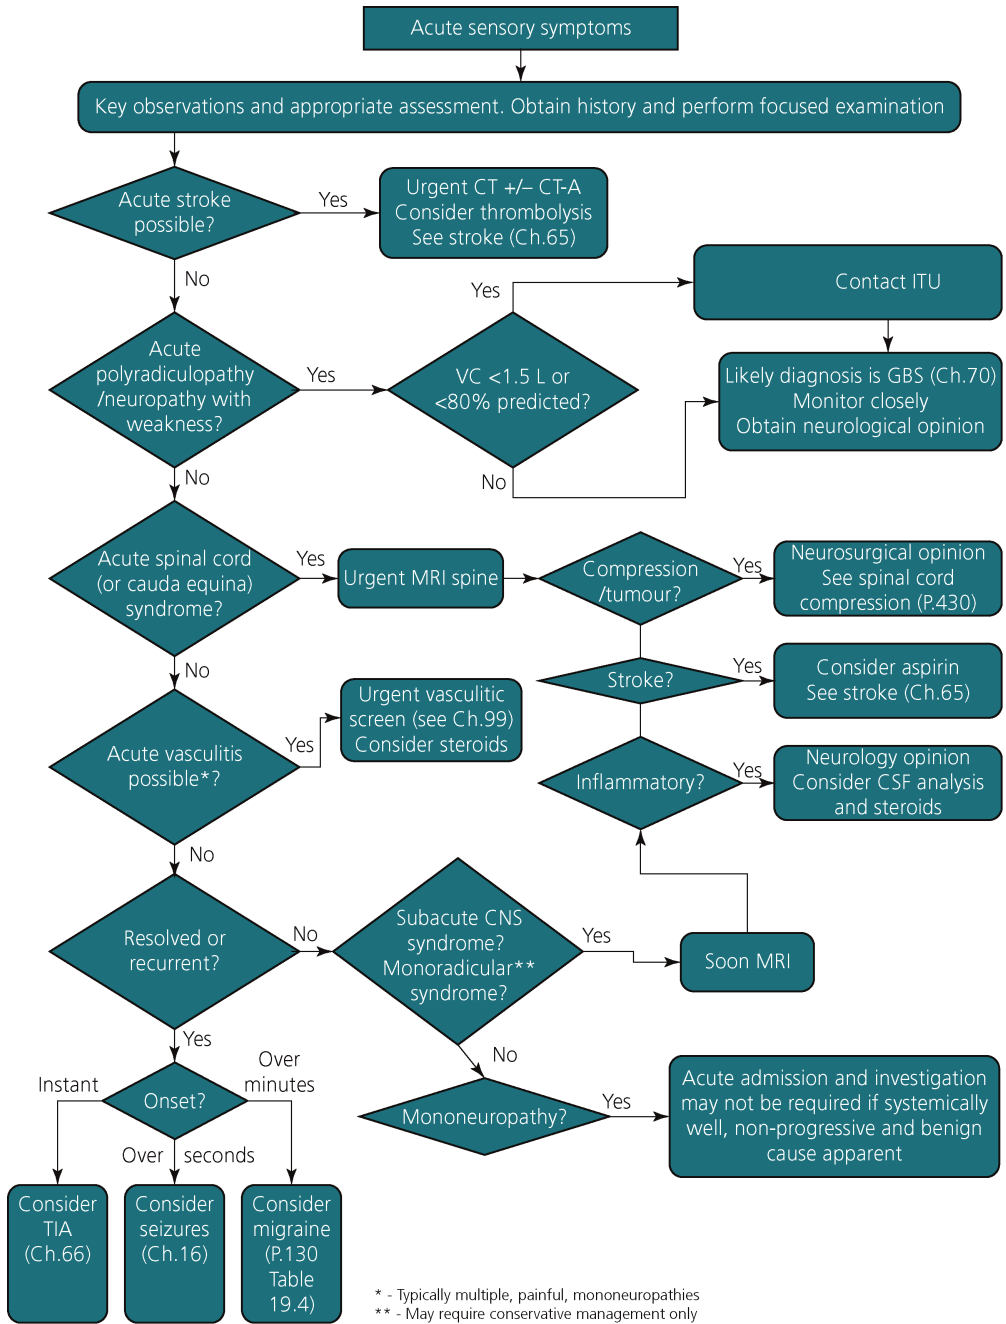 Acute sensory symptoms
Key observations and appropriate assessment. Obtain history and perform focused examination
Acute stroke
possible?
Yes
Urgent CT +/– CT-A
Consider thrombolysis
See stroke (Ch.65)
No
Acute
polyradiculopathy
/neuropathy with
weakness?
Yes
VC <1.5 L or
<80% predicted?
Yes
Contact ITU
Likely diagnosis is GBS (Ch.70)
Monitor closely
Obtain neurological opinion
No
No
Acute spinal cord
(or cauda equina)
syndrome?
Yes
Urgent MRI spine
Compression
/tumour?
Yes
Neurosurgical opinion
See spinal cord
compression (P.430)
Stroke?
Yes
Consider aspirin
See stroke (Ch.65)
Inflammatory?
Yes
Neurology opinion
Consider CSF analysis
and steroids
No
Acute vasculitis
possible*?
Yes
Urgent vasculitic
screen (see Ch.99)
Consider steroids
No
Resolved or
recurrent?
No
Subacute CNS
syndrome?
Monoradicular**
syndrome?
Yes
Soon MRI
No
Mononeuropathy?
Yes
Acute admission and investigation
may not be required if systemically
well, non-progressive and benign
cause apparent
Yes
Onset?
Instant
Over seconds
Over
minutes
Consider
TIA
(Ch.66)
Consider
seizures
(Ch.16)
Consider
migraine
(P.130
Table
19.4)
* - Typically multiple, painful, mononeuropathies
** - May require conservative management only